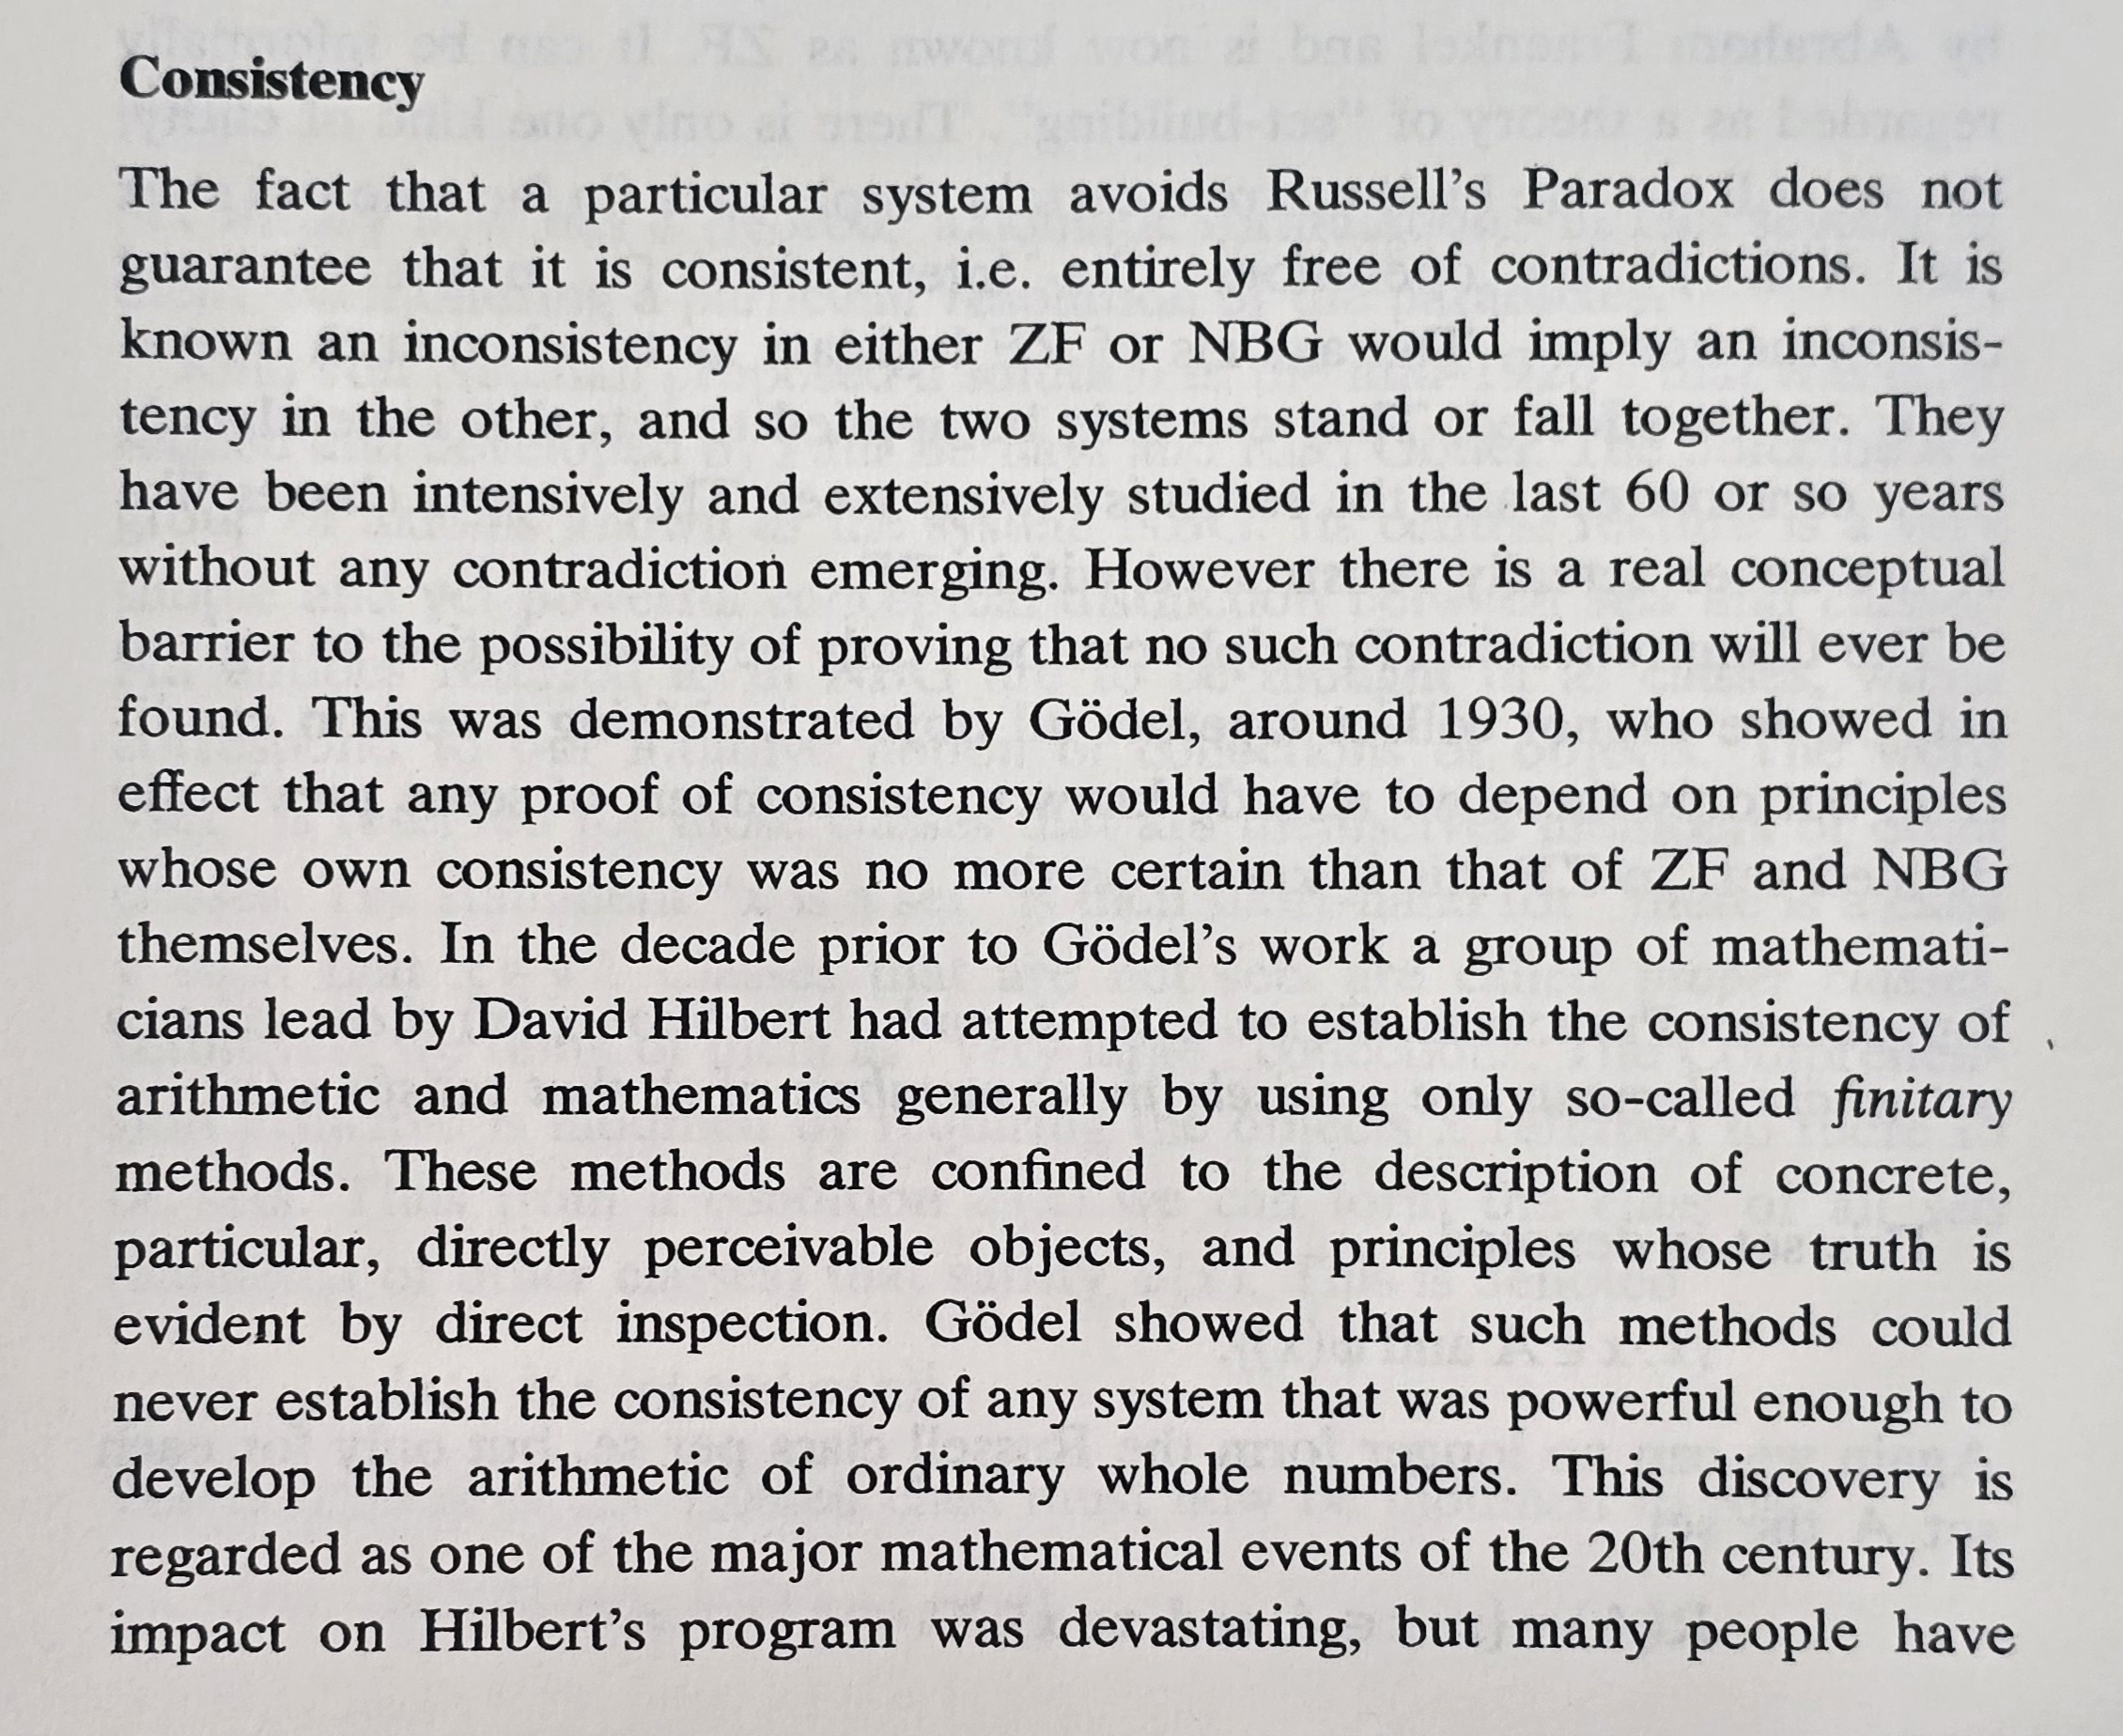 Consistency
The fact that a particular system avoids Russell's Paradox does not
guarantee that it is consistent, i.e. entirely free of contradictions. It is
known an inconsistency in either ZF or NBG would imply an inconsis-
tency in the other, and so the two systems stand or fall together. They
have been intensively and extensively studied in the last 60 or so years
without any contradiction emerging. However there is a real conceptual
barrier to the possibility of proving that no such contradiction will ever be
found. This was demonstrated by Gödel, around 1930, who showed in
effect that any proof of consistency would have to depend on principles
whose own consistency was no more certain than that of ZF and NBG
themselves. In the decade prior to Gödel's work a group of mathemati-
cians lead by David Hilbert had attempted to establish the consistency of
arithmetic and mathematics generally by using only so-called finitary
methods. These methods are confined to the description of concrete,
particular, directly perceivable objects, and principles whose truth is
evident by direct inspection. Gödel showed that such methods could
never establish the consistency of any system that was powerful enough to
develop the arithmetic of ordinary whole numbers. This discovery is
regarded as one of the major mathematical events of the 20th century. Its
impact on Hilbert's program was devastating, but many people have